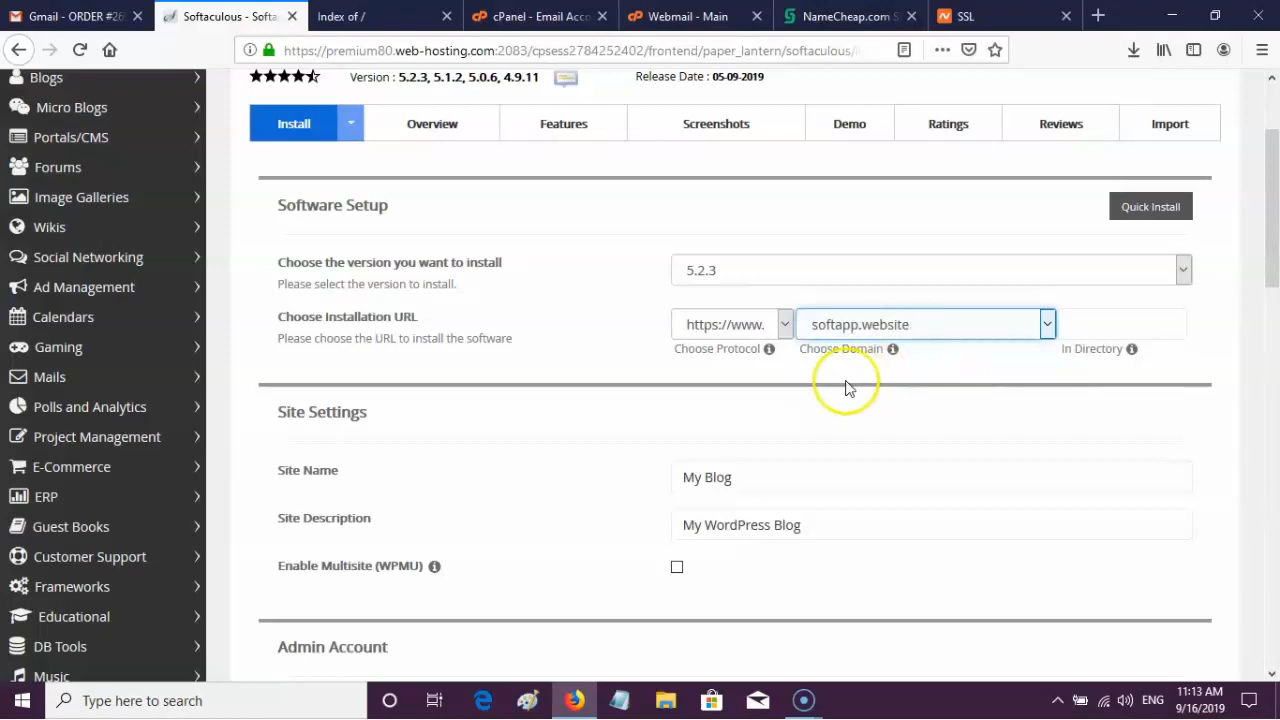 Gmail - ORDER #26
Softaculous - Softa
Index of /
cPanel - Email Acco
Webmail - Main
NameCheap.com S
SSL
https://premium80.web-hosting.com:2083/cpsess2784252402/frontend/paper_lantern/softaculous/
Blogs
Micro Blogs
Portals/CMS
Forums
Image Galleries
Wikis
Social Networking
Ad Management
Calendars
Gaming
Mails
Polls and Analytics
Project Management
E-Commerce
ERP
Guest Books
Customer Support
Frameworks
Educational
DB Tools
Music
Version : 5.2.3, 5.1.2, 5.0.6, 4.9.11
Release Date : 05-09-2019
Install
Overview
Features
Screenshots
Demo
Ratings
Reviews
Import
Software Setup
Quick Install
Choose the version you want to install
Please select the version to install.
5.2.3
Choose Installation URL
Please choose the URL to install the software
https://www.
softapp.website
Choose Protocol
Choose Domain
In Directory
Site Settings
Site Name
My Blog
Site Description
My WordPress Blog
Enable Multisite (WPMU)
Admin Account
Type here to search
ENG
11:13 AM
9/16/2019